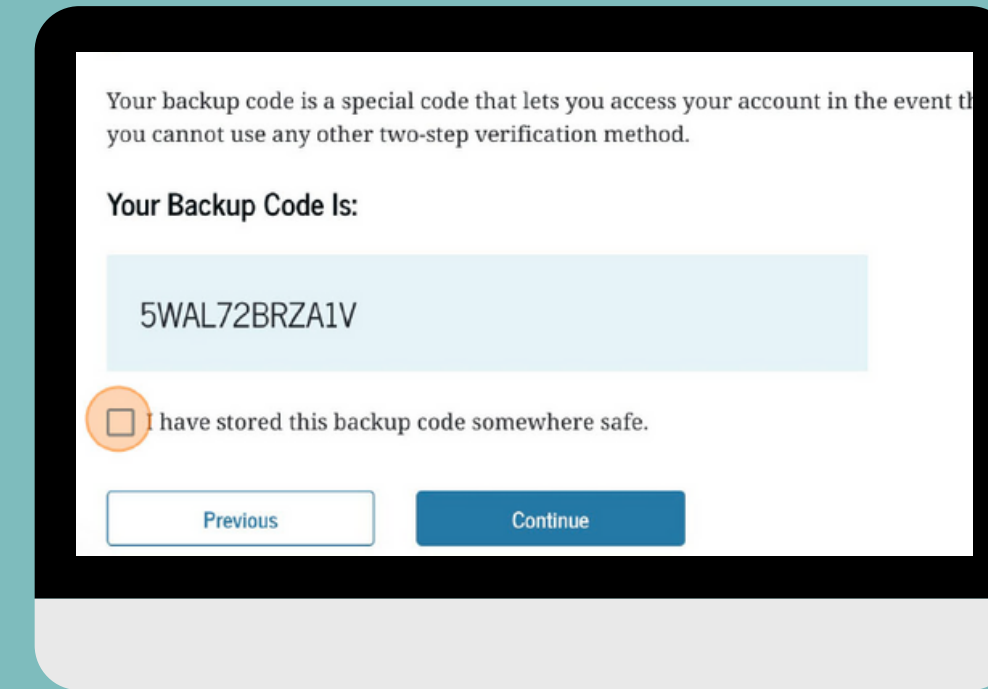 Your backup code is a special code that lets you access your account in the event
you cannot use any other two-step verification method.
Your Backup Code Is:
5WAL72BRZA1V
I have stored this backup code somewhere safe.
Previous
Continue